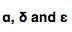 α, δ and ε